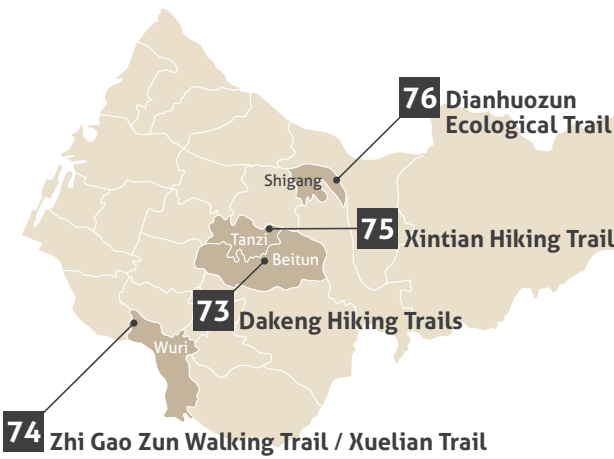 76 Dianhuozun
Ecological Trail
Shigang
75 Xintian Hiking Trail
Tanzi
Beitun
73 Dakeng Hiking Trails
Wuri
74 Zhi Gao Zun Walking Trail / Xuelian Trail